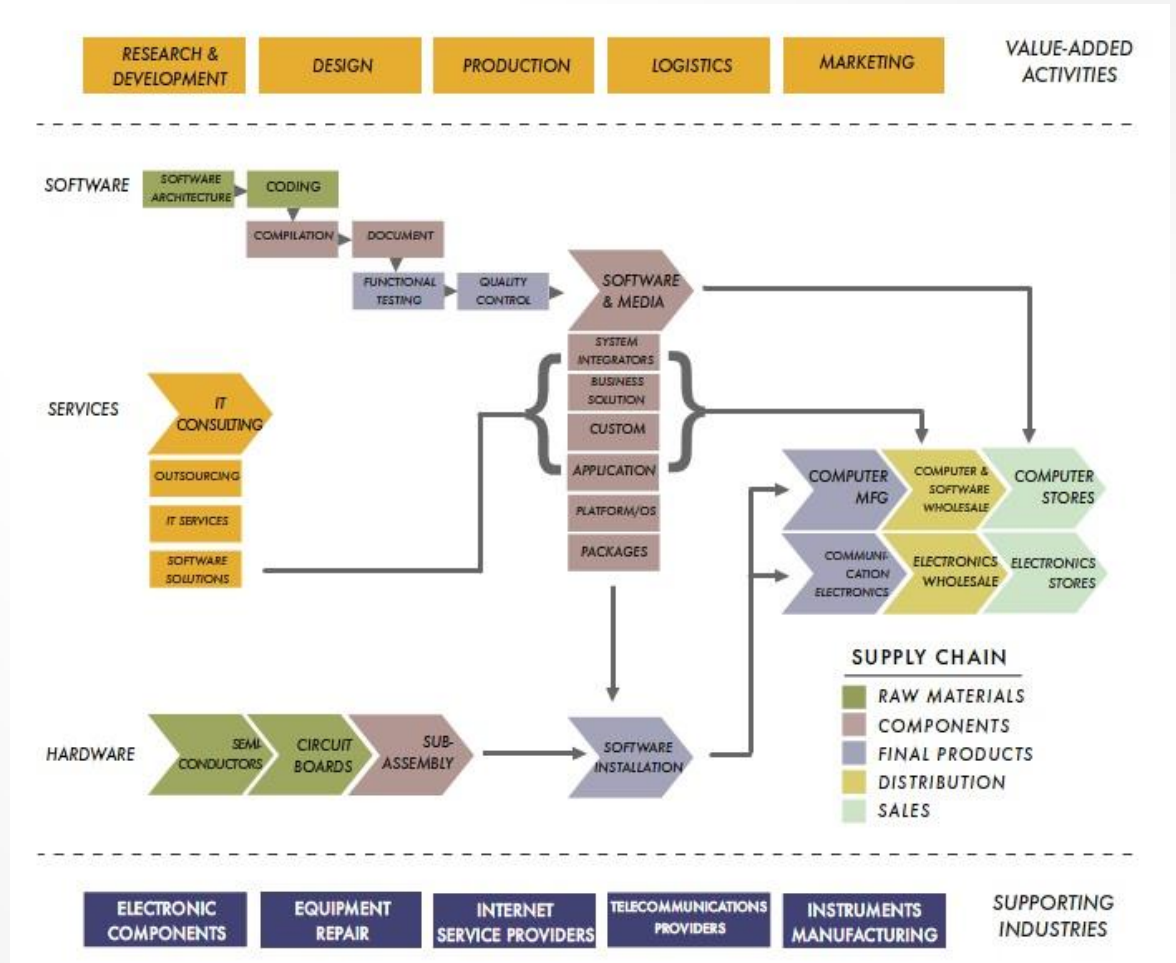 RESEARCH &
DEVELOPMENT
DESIGN
PRODUCTION
LOGISTICS
MARKETING
VALUE-ADDED
ACTIVITIES
SOFTWARE
SOFTWARE
ARCHITECTURE
CODING
COMPILATION
DOCUMENT
FUNCTIONAL
TESTING
QUALITY
CONTROL
SOFTWARE
& MEDIA
SYSTEM
INTEGRATORS
BUSINESS
SOLUTION
CUSTOM
APPLICATION
PLATFORM/OS
PACKAGES
SERVICES
IT
CONSULTING
OUTSOURCING
IT SERVICES
SOFTWARE
SOLUTIONS
COMPUTER
MFG
COMPUTER &
SOFTWARE
WHOLESALE
COMPUTER
STORES
COMMUNI-
CATION
ELECTRONICS
ELECTRONICS
WHOLESALE
ELECTRONICS
STORES
HARDWARE
SEMI-
CONDUCTORS
CIRCUIT
BOARDS
SUB-
ASSEMBLY
SOFTWARE
INSTALLATION
SUPPLY CHAIN
RAW MATERIALS
COMPONENTS
FINAL PRODUCTS
DISTRIBUTION
SALES
ELECTRONIC
COMPONENTS
EQUIPMENT
REPAIR
INTERNET
SERVICE PROVIDERS
TELECOMMUNICATIONS
PROVIDERS
INSTRUMENTS
MANUFACTURING
SUPPORTING
INDUSTRIES